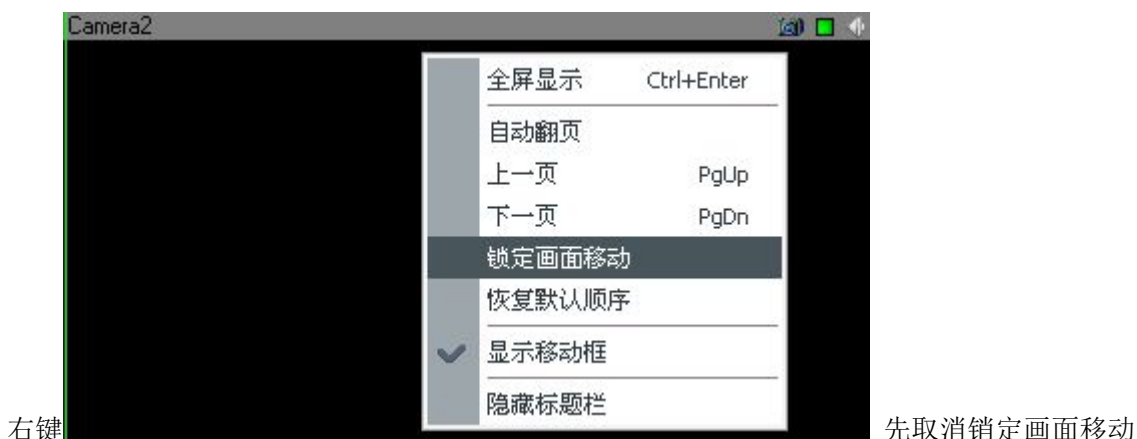 Camera2
全屏显示 Ctrl+Enter
自动翻页
上一页 PgUp
下一页 PgDn
锁定画面移动
恢复默认顺序
显示移动框
隐藏标题栏
右键 先取消销定画面移动